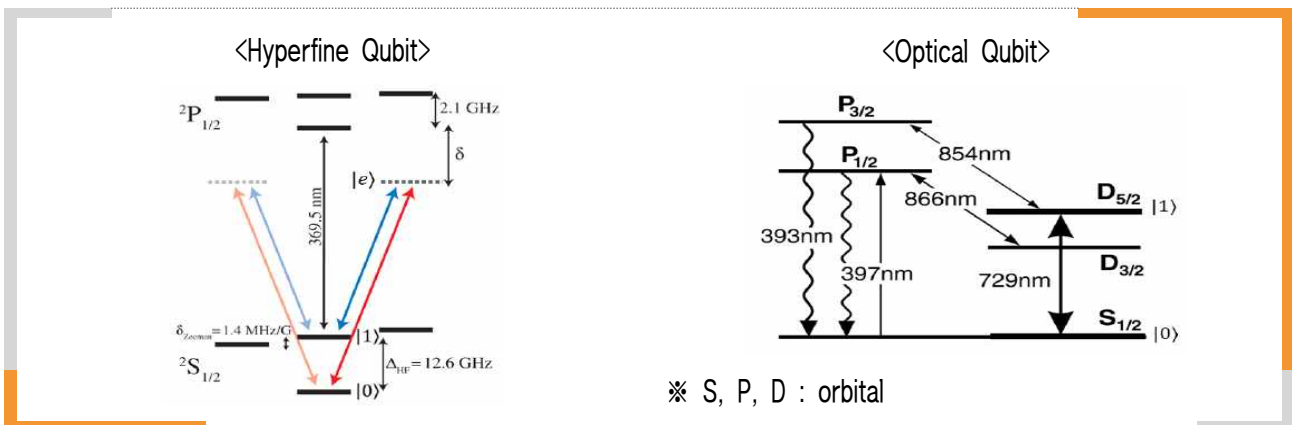 <Hyperfine Qubit>
²P₁/₂
2.1 GHz
δ
|e⟩
369.5 nm
δZeeman=1.4 MHz/G
|1⟩
²S₁/₂
ΔHF=12.6 GHz
|0⟩
<Optical Qubit>
P₃/₂
854nm
P₁/₂
866nm
D₅/₂ |1⟩
393nm
397nm
D₃/₂
729nm
S₁/₂ |0⟩
※ S, P, D : orbital